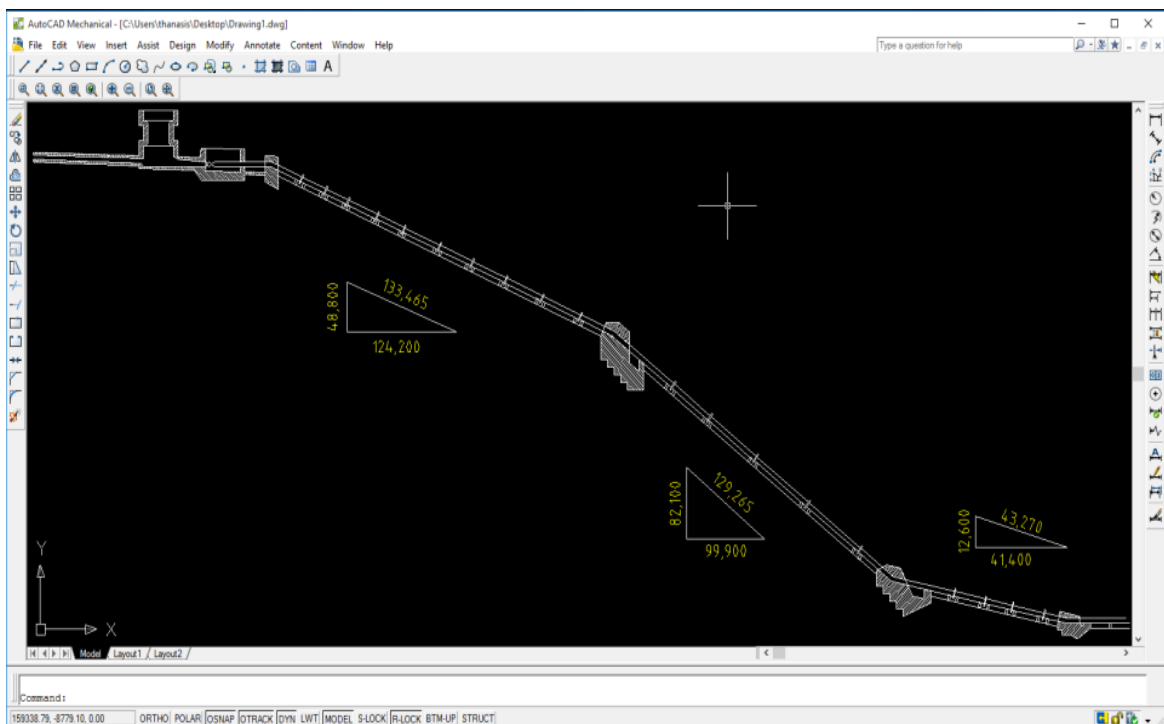 AutoCAD Mechanical - [C:\Users\thanasis\Desktop\Drawing1.dwg]
File Edit View Insert Assist Design Modify Annotate Content Window Help
Type a question for help
A
48,800
133,465
124,200
82,100
129,265
99,900
12,600
43,270
41,400
Y
X
Model Layout1 Layout2
Command:
159338.79, -8779.10, 0.00 ORTHO POLAR OSNAP OTRACK DYN LWT MODEL S-LOCK R-LOCK BTM-UP STRUCT